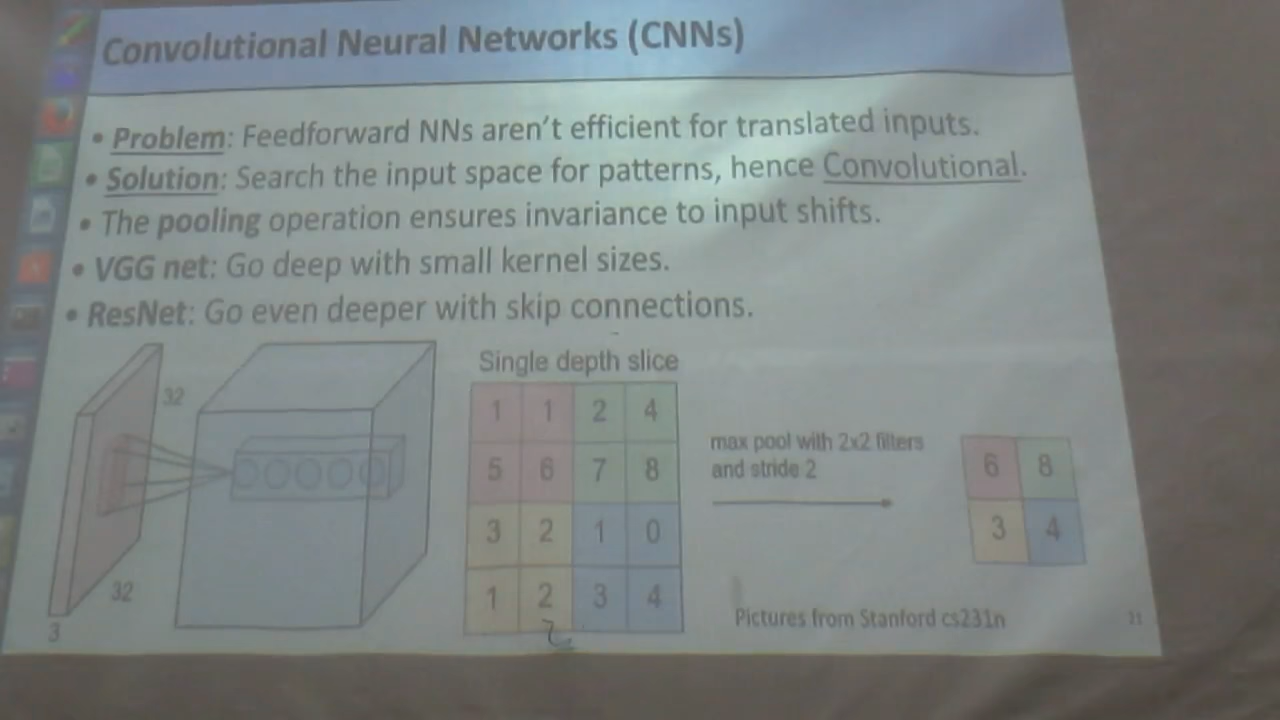 Convolutional Neural Networks (CNNs)
• Problem: Feedforward NNs aren't efficient for translated inputs.
• Solution: Search the input space for patterns, hence Convolutional.
• The pooling operation ensures invariance to input shifts.
• VGG net: Go deep with small kernel sizes.
• ResNet: Go even deeper with skip connections.
32
32
3
Single depth slice
1 1 2 4
5 6 7 8
3 2 1 0
1 2 3 4
max pool with 2x2 filters
and stride 2
6 8
3 4
Pictures from Stanford cs231n